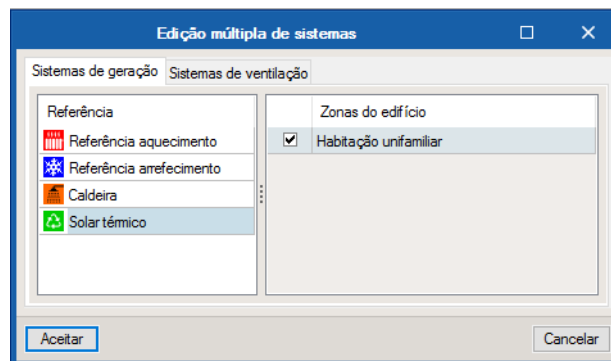 Edição múltipla de sistemas
Sistemas de geração Sistemas de ventilação
Referência
Referência aquecimento
Referência arrefecimento
Caldeira
Solar térmico
Zonas do edifício
Habitação unifamiliar
Aceitar
Cancelar